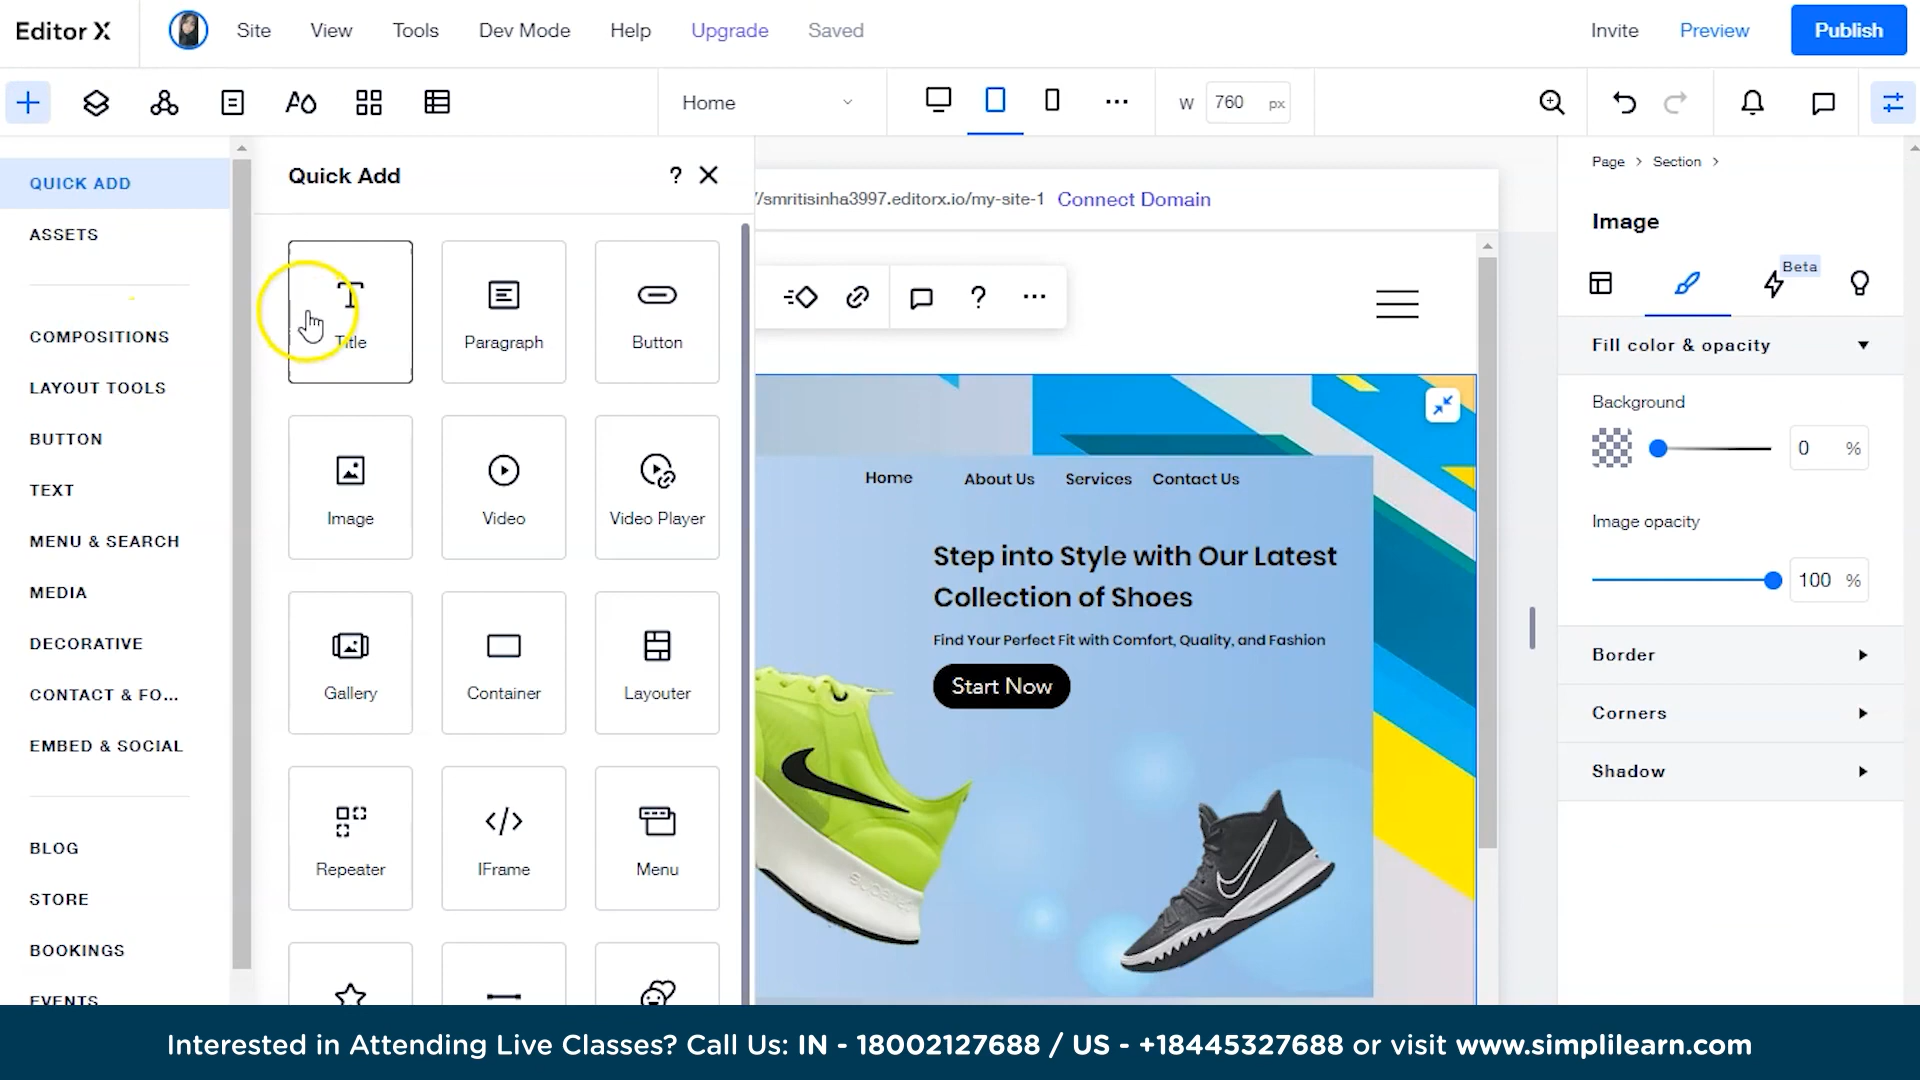 Editor X
Site
View
Tools
Dev Mode
Help
Upgrade
Saved
Invite
Preview
Publish
Home
W 760 px
QUICK ADD
ASSETS
COMPOSITIONS
LAYOUT TOOLS
BUTTON
TEXT
MENU & SEARCH
MEDIA
DECORATIVE
CONTACT & FO...
EMBED & SOCIAL
BLOG
STORE
BOOKINGS
EVENTS
Quick Add
?
Title
Paragraph
Button
Image
Video
Video Player
Gallery
Container
Layouter
Repeater
IFrame
Menu
//smritisinha3997.editorx.io/my-site-1 Connect Domain
?
Home
About Us
Services
Contact Us
Step into Style with Our Latest
Collection of Shoes
Find Your Perfect Fit with Comfort, Quality, and Fashion
Start Now
Page > Section >
Image
Beta
Fill color & opacity
Background
0 %
Image opacity
100 %
Border
Corners
Shadow
Interested in Attending Live Classes? Call Us: IN - 18002127688 / US - +18445327688 or visit www.simplilearn.com